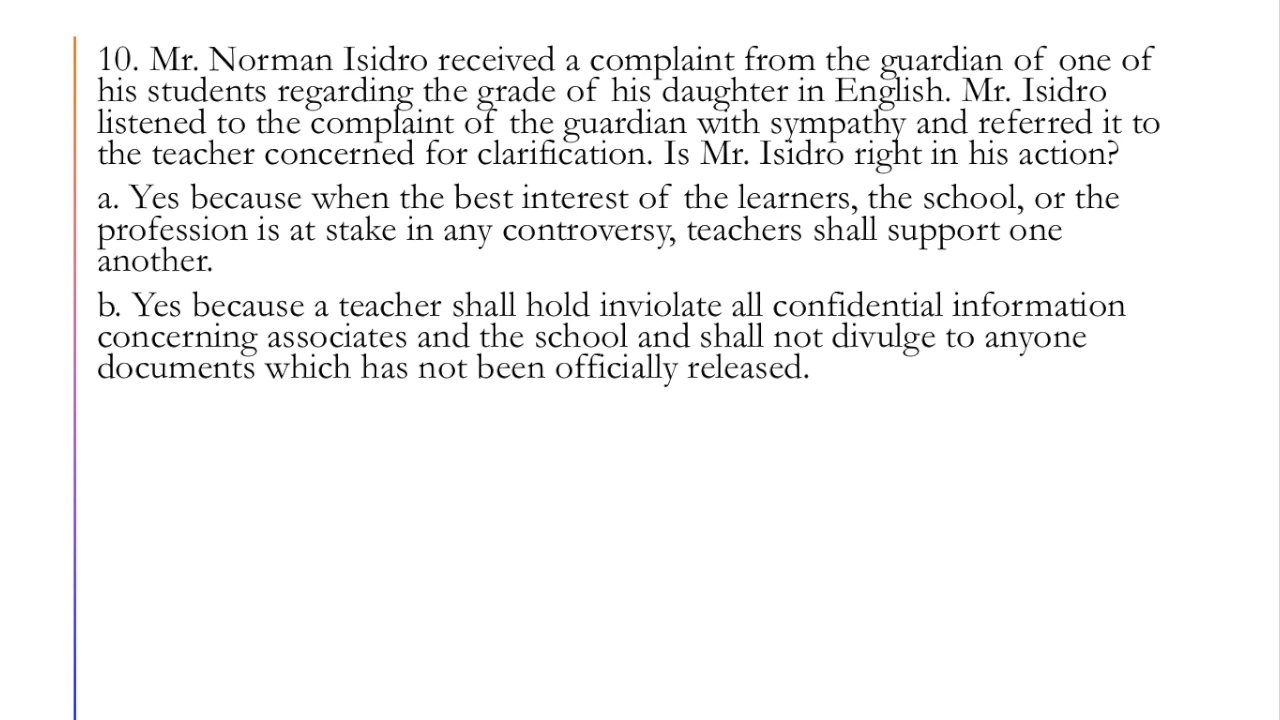 10. Mr. Norman Isidro received a complaint from the guardian of one of
his students regarding the grade of his daughter in English. Mr. Isidro
listened to the complaint of the guardian with sympathy and referred it to
the teacher concerned for clarification. Is Mr. Isidro right in his action?
a. Yes because when the best interest of the learners, the school, or the
profession is at stake in any controversy, teachers shall support one
another.
b. Yes because a teacher shall hold inviolate all confidential information
concerning associates and the school and shall not divulge to anyone
documents which has not been officially released.